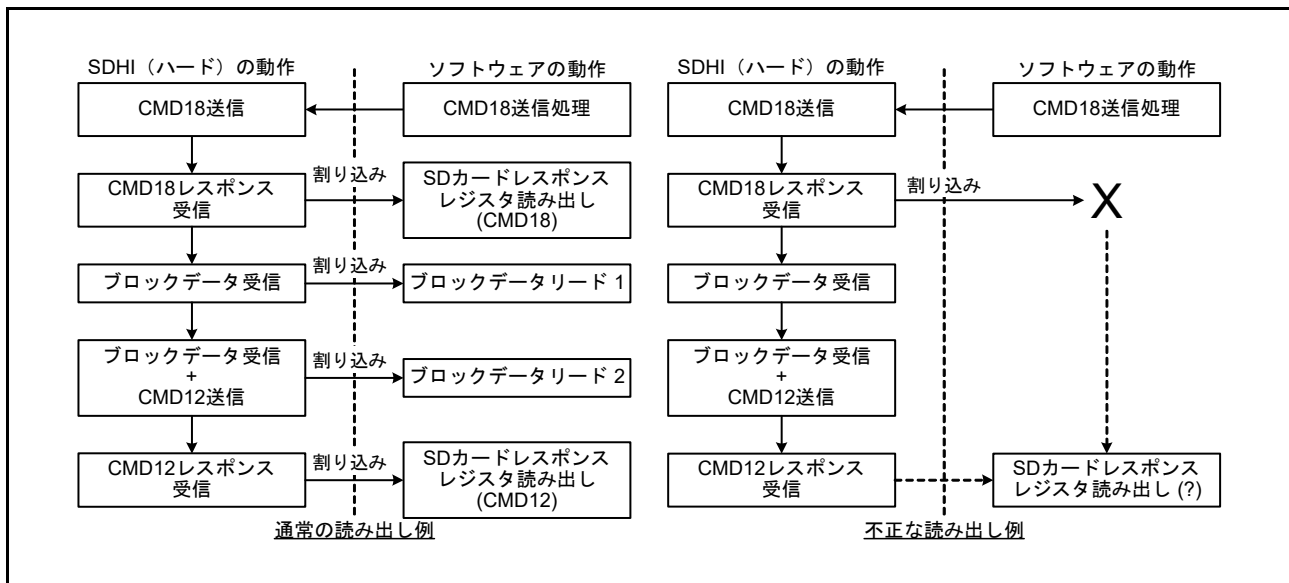 SDHI（ハード）の動作
ソフトウェアの動作
CMD18送信
CMD18送信処理
CMD18レスポンス
受信
割り込み
SDカードレスポンス
レジスタ読み出し
(CMD18)
ブロックデータ受信
割り込み
ブロックデータリード 1
ブロックデータ受信
+
CMD12送信
割り込み
ブロックデータリード 2
CMD12レスポンス
受信
割り込み
SDカードレスポンス
レジスタ読み出し
(CMD12)
通常の読み出し例
SDHI（ハード）の動作
ソフトウェアの動作
CMD18送信
CMD18送信処理
CMD18レスポンス
受信
割り込み
X
ブロックデータ受信
ブロックデータ受信
+
CMD12送信
CMD12レスポンス
受信
SDカードレスポンス
レジスタ読み出し (?)
不正な読み出し例